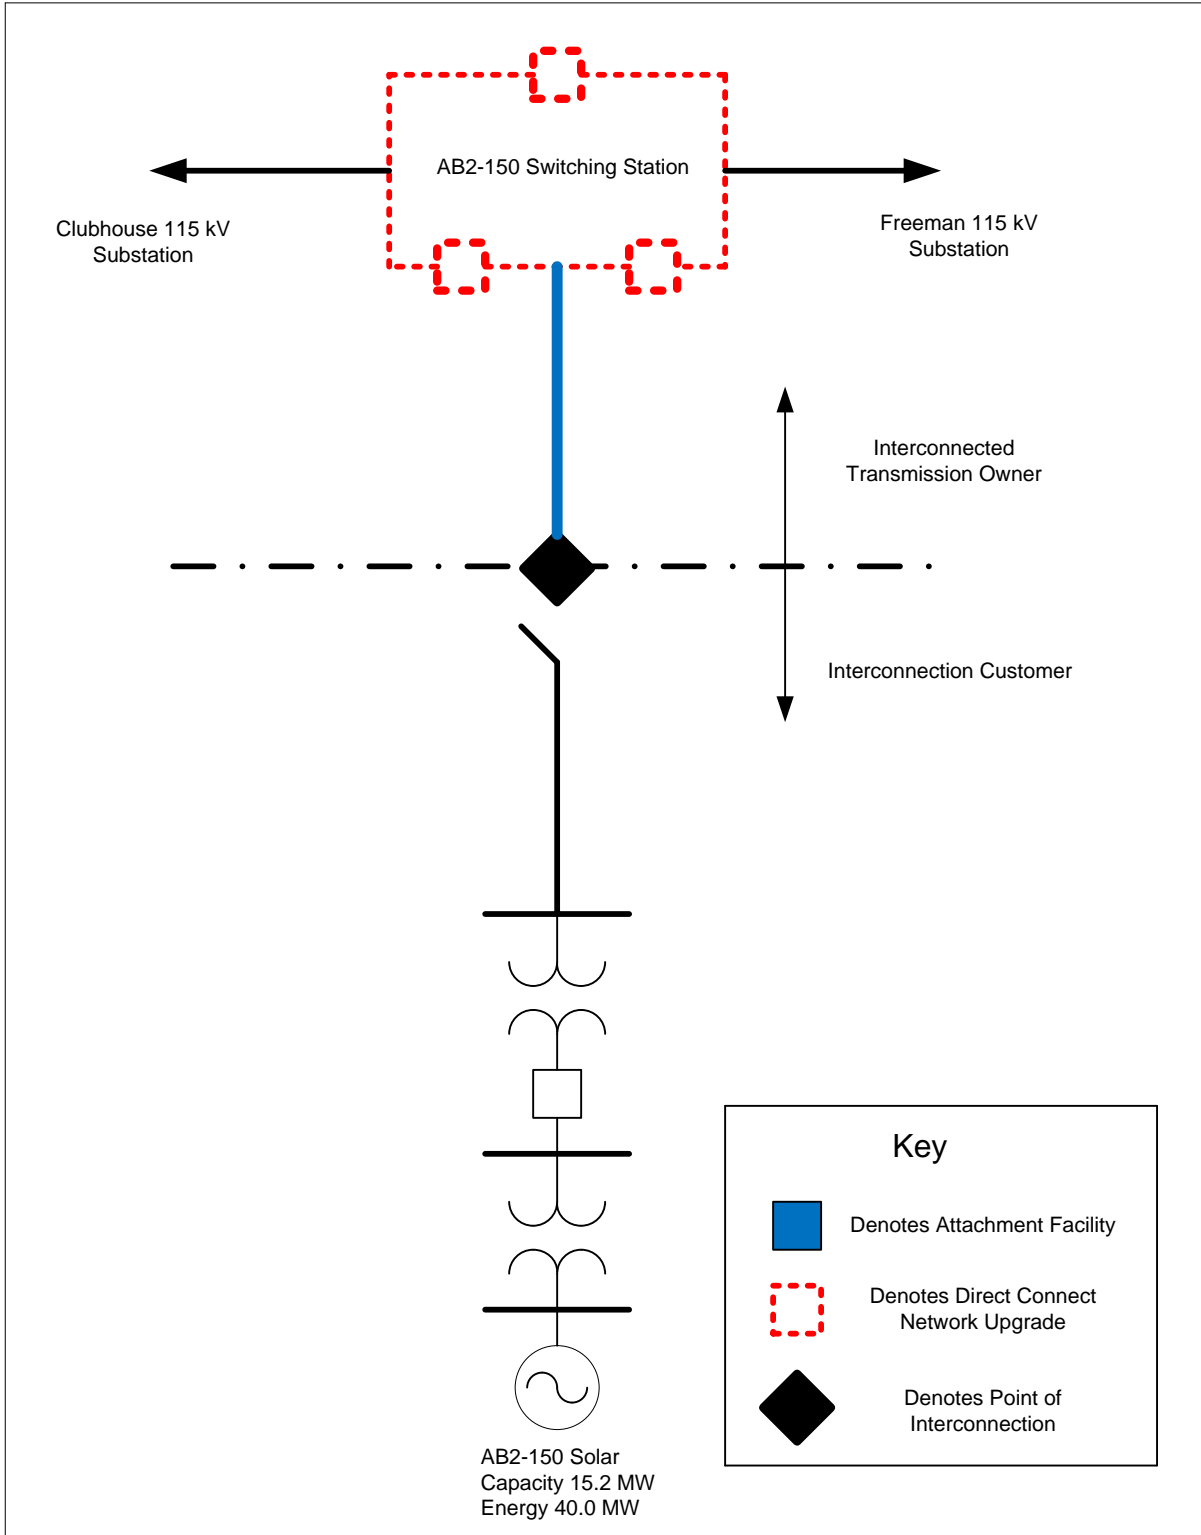 AB2-150 Switching Station
Clubhouse 115 kV
Substation
Freeman 115 kV
Substation
Interconnected
Transmission Owner
Interconnection Customer
Key
Denotes Attachment Facility
Denotes Direct Connect
Network Upgrade
Denotes Point of
Interconnection
AB2-150 Solar
Capacity 15.2 MW
Energy 40.0 MW